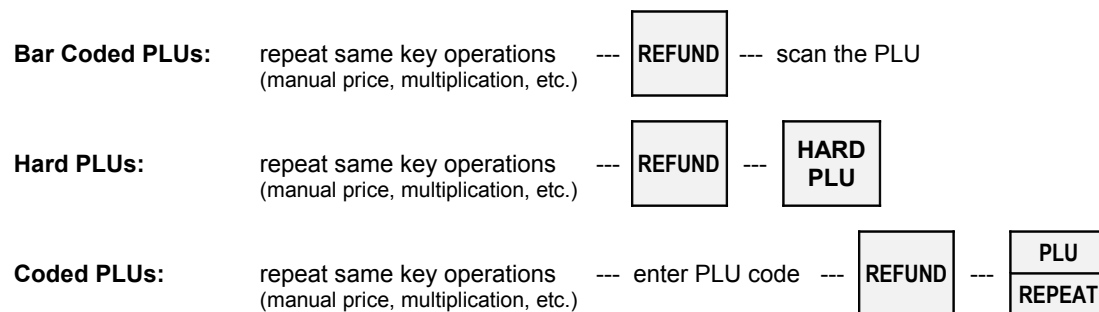 Bar Coded PLUs: repeat same key operations --- REFUND --- scan the PLU
(manual price, multiplication, etc.)
Hard PLUs: repeat same key operations --- REFUND --- HARD PLU
(manual price, multiplication, etc.)
Coded PLUs: repeat same key operations --- enter PLU code --- REFUND --- PLU
REPEAT
(manual price, multiplication, etc.)